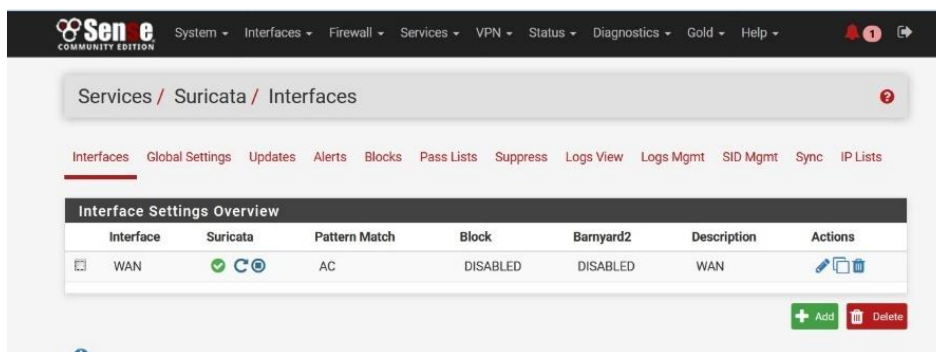 Sense
COMMUNITY EDITION
System Interfaces Firewall Services VPN Status Diagnostics Gold Help 1
Services / Suricata / Interfaces
Interfaces Global Settings Updates Alerts Blocks Pass Lists Suppress Logs View Logs Mgmt SID Mgmt Sync IP Lists
Interface Settings Overview
Interface Suricata Pattern Match Block Barnyard2 Description Actions
WAN AC DISABLED DISABLED WAN
Add Delete